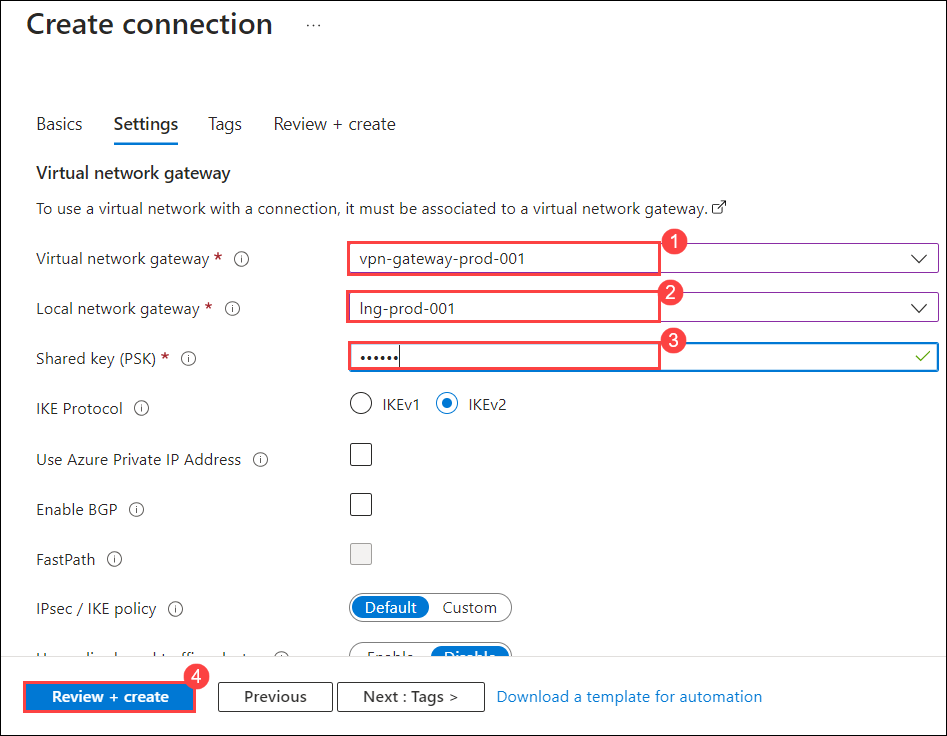 Create connection ...
Basics Settings Tags Review + create
Virtual network gateway
To use a virtual network with a connection, it must be associated to a virtual network gateway.
Virtual network gateway * vpn-gateway-prod-001 1
Local network gateway * lng-prod-001 2
Shared key (PSK) * •••••• 3
IKE Protocol IKEv1 IKEv2
Use Azure Private IP Address
Enable BGP
FastPath
IPsec / IKE policy Default Custom
Enable Disable
Review + create 4 Previous Next : Tags > Download a template for automation